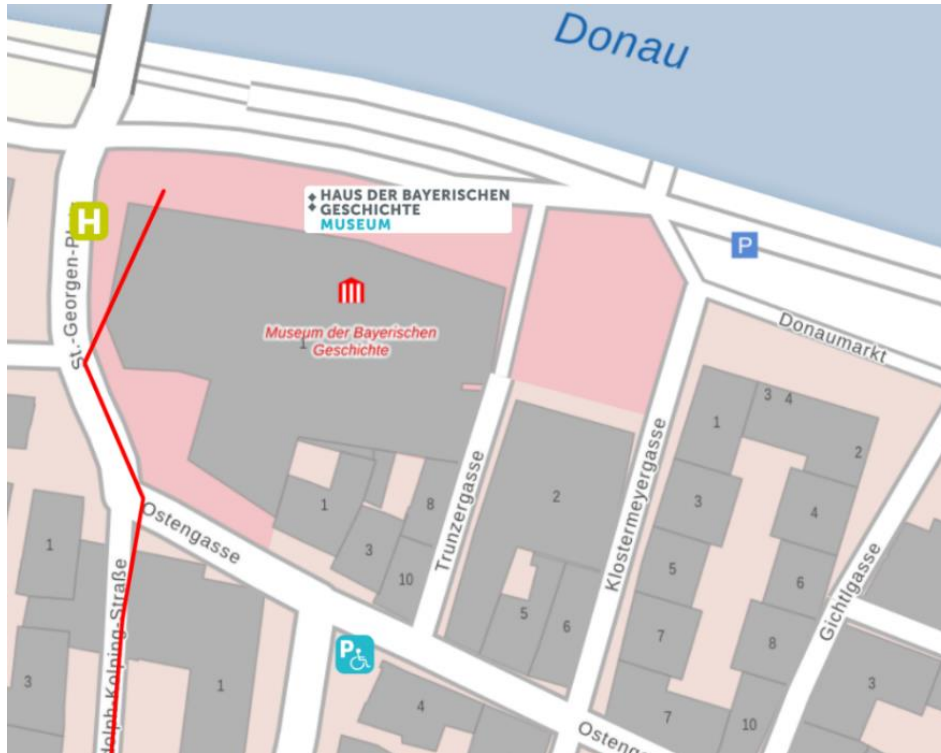 Donau
HAUS DER BAYERISCHEN
GESCHICHTE
MUSEUM
H
P
St.-Georgen-Pl
Donaumarkt
Museum der Bayerischen
Geschichte
1
3
4
1
2
Trunzergasse
Klostermeyergasse
2
8
3
4
1
Ostengasse
1
3
10
5
6
Gichtlgasse
5
6
7
8
P
dolph-Kolping-Straße
3
1
4
7
10
3
Ostengasse